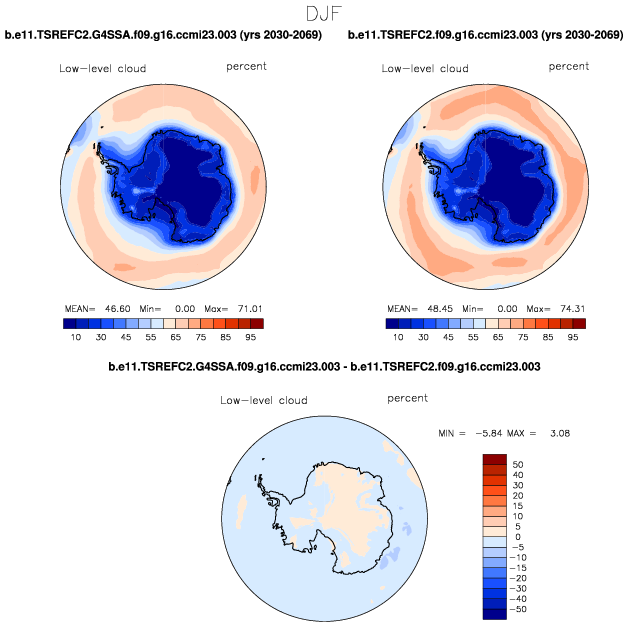 DJF
b.e11.TSREFC2.G4SSA.f09.g16.ccmi23.003 (yrs 2030-2069)
b.e11.TSREFC2.f09.g16.ccmi23.003 (yrs 2030-2069)
Low-level cloud percent
Low-level cloud percent
MEAN= 46.60 Min= 0.00 Max= 71.01
MEAN= 48.45 Min= 0.00 Max= 74.31
10 30 45 55 65 75 85 95
10 30 45 55 65 75 85 95
b.e11.TSREFC2.G4SSA.f09.g16.ccmi23.003 - b.e11.TSREFC2.f09.g16.ccmi23.003
Low-level cloud percent
MIN = -5.84 MAX = 3.08
50
40
30
20
15
10
5
0
-5
-10
-15
-20
-30
-40
-50